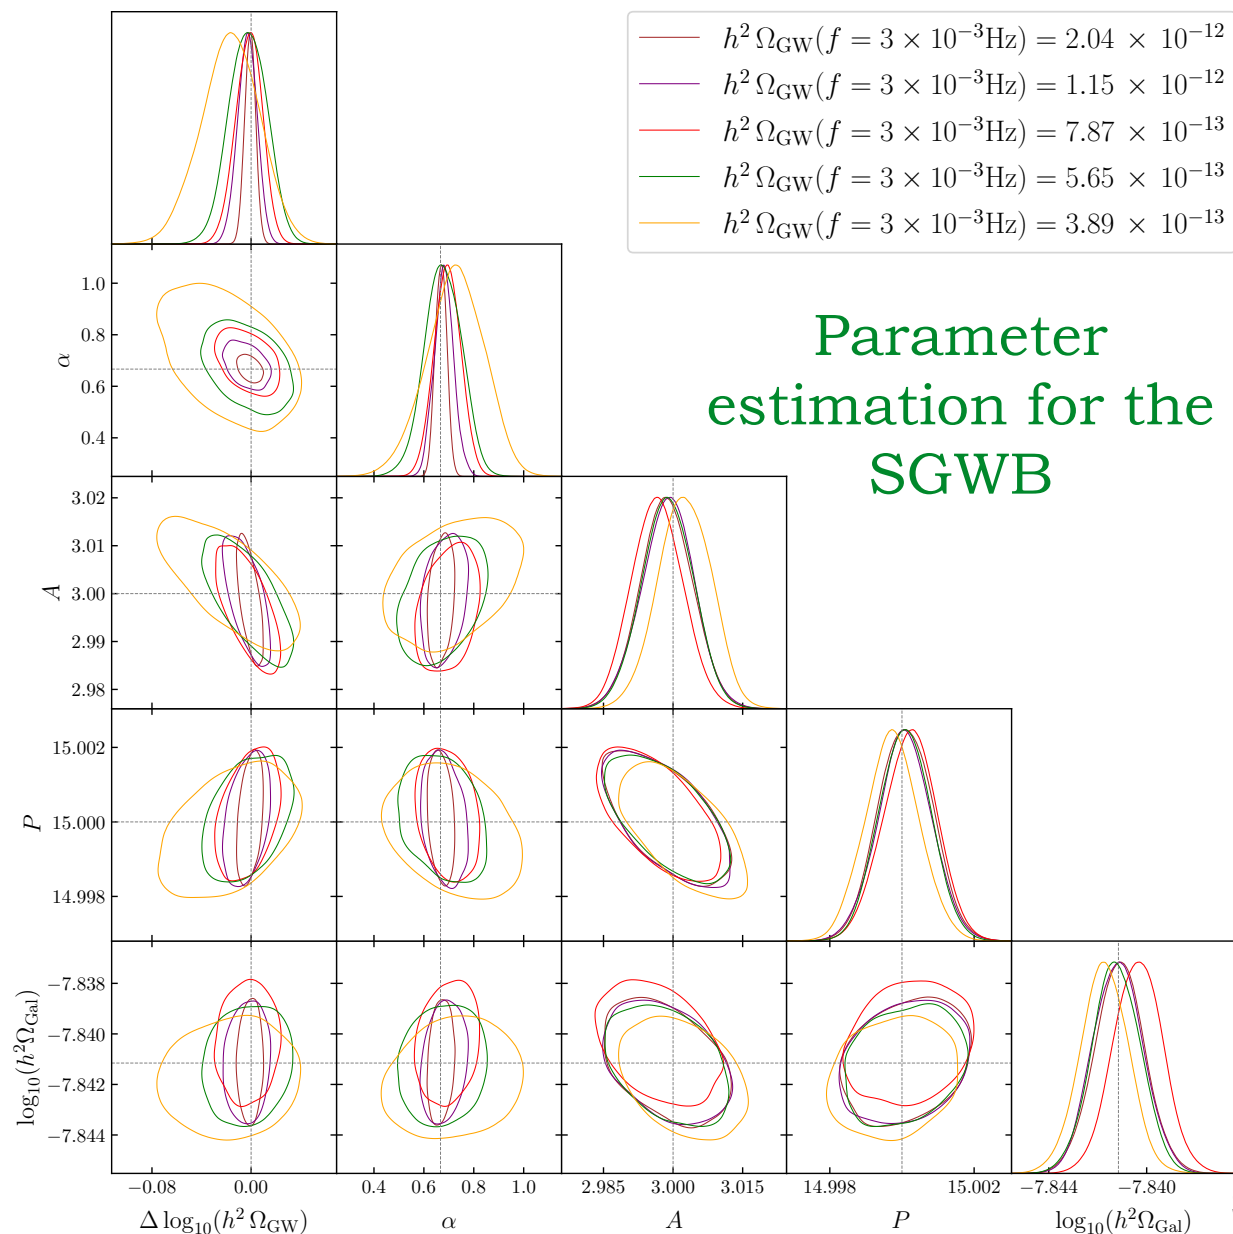 h² Ω_GW(f = 3 × 10⁻³Hz) = 2.04 × 10⁻¹²
h² Ω_GW(f = 3 × 10⁻³Hz) = 1.15 × 10⁻¹²
h² Ω_GW(f = 3 × 10⁻³Hz) = 7.87 × 10⁻¹³
h² Ω_GW(f = 3 × 10⁻³Hz) = 5.65 × 10⁻¹³
h² Ω_GW(f = 3 × 10⁻³Hz) = 3.89 × 10⁻¹³
Parameter
estimation for the
SGWB
α
1.0
0.8
0.6
0.4
A
3.02
3.01
3.00
2.99
2.98
P
15.002
15.000
14.998
log₁₀(h²Ω_Gal)
−7.838
−7.840
−7.842
−7.844
−0.08 0.00 0.4 0.6 0.8 1.0 2.985 3.000 3.015 14.998 15.002 −7.844 −7.840
Δ log₁₀(h² Ω_GW) α A P log₁₀(h²Ω_Gal)